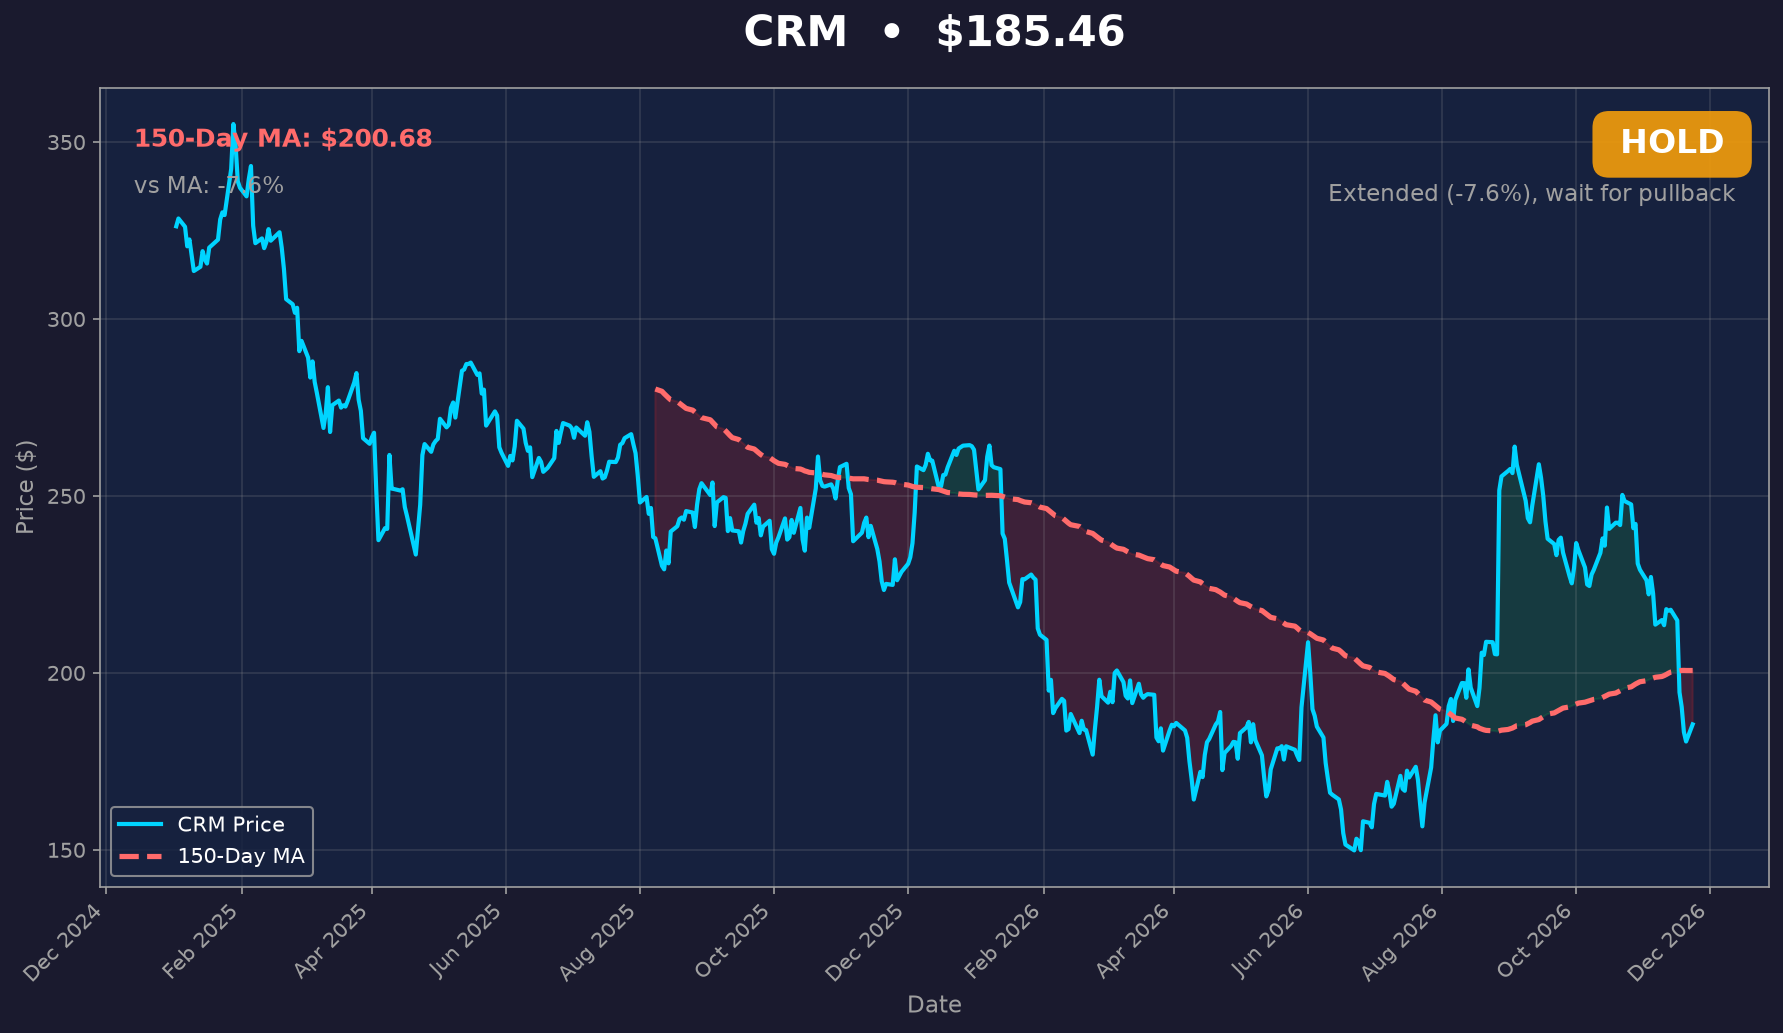 CRM • $185.46
150-Day MA: $200.68
vs MA: -7.6%
HOLD
Extended (-7.6%), wait for pullback
Price ($)
350
300
250
200
150
CRM Price
150-Day MA
Dec 2024
Feb 2025
Apr 2025
Jun 2025
Aug 2025
Oct 2025
Dec 2025
Feb 2026
Apr 2026
Jun 2026
Aug 2026
Oct 2026
Dec 2026
Date